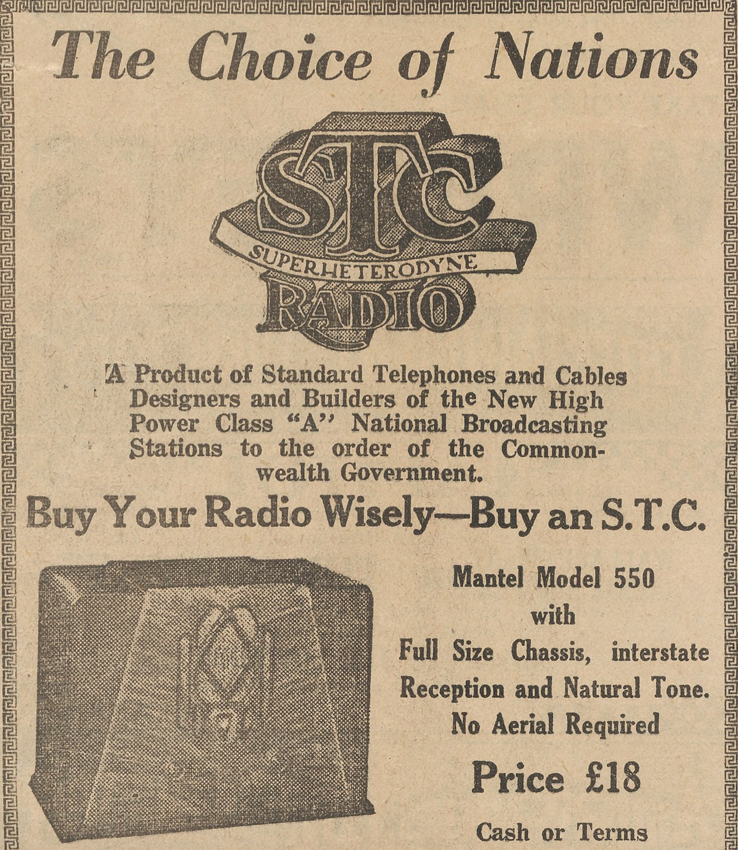 The Choice of Nations
STC
SUPERHETERODYNE
RADIO
A Product of Standard Telephones and Cables
Designers and Builders of the New High
Power Class “A” National Broadcasting
Stations to the order of the Common-
wealth Government.
Buy Your Radio Wisely—Buy an S.T.C.
Mantel Model 550
with
Full Size Chassis, interstate
Reception and Natural Tone.
No Aerial Required
Price £18
Cash or Terms